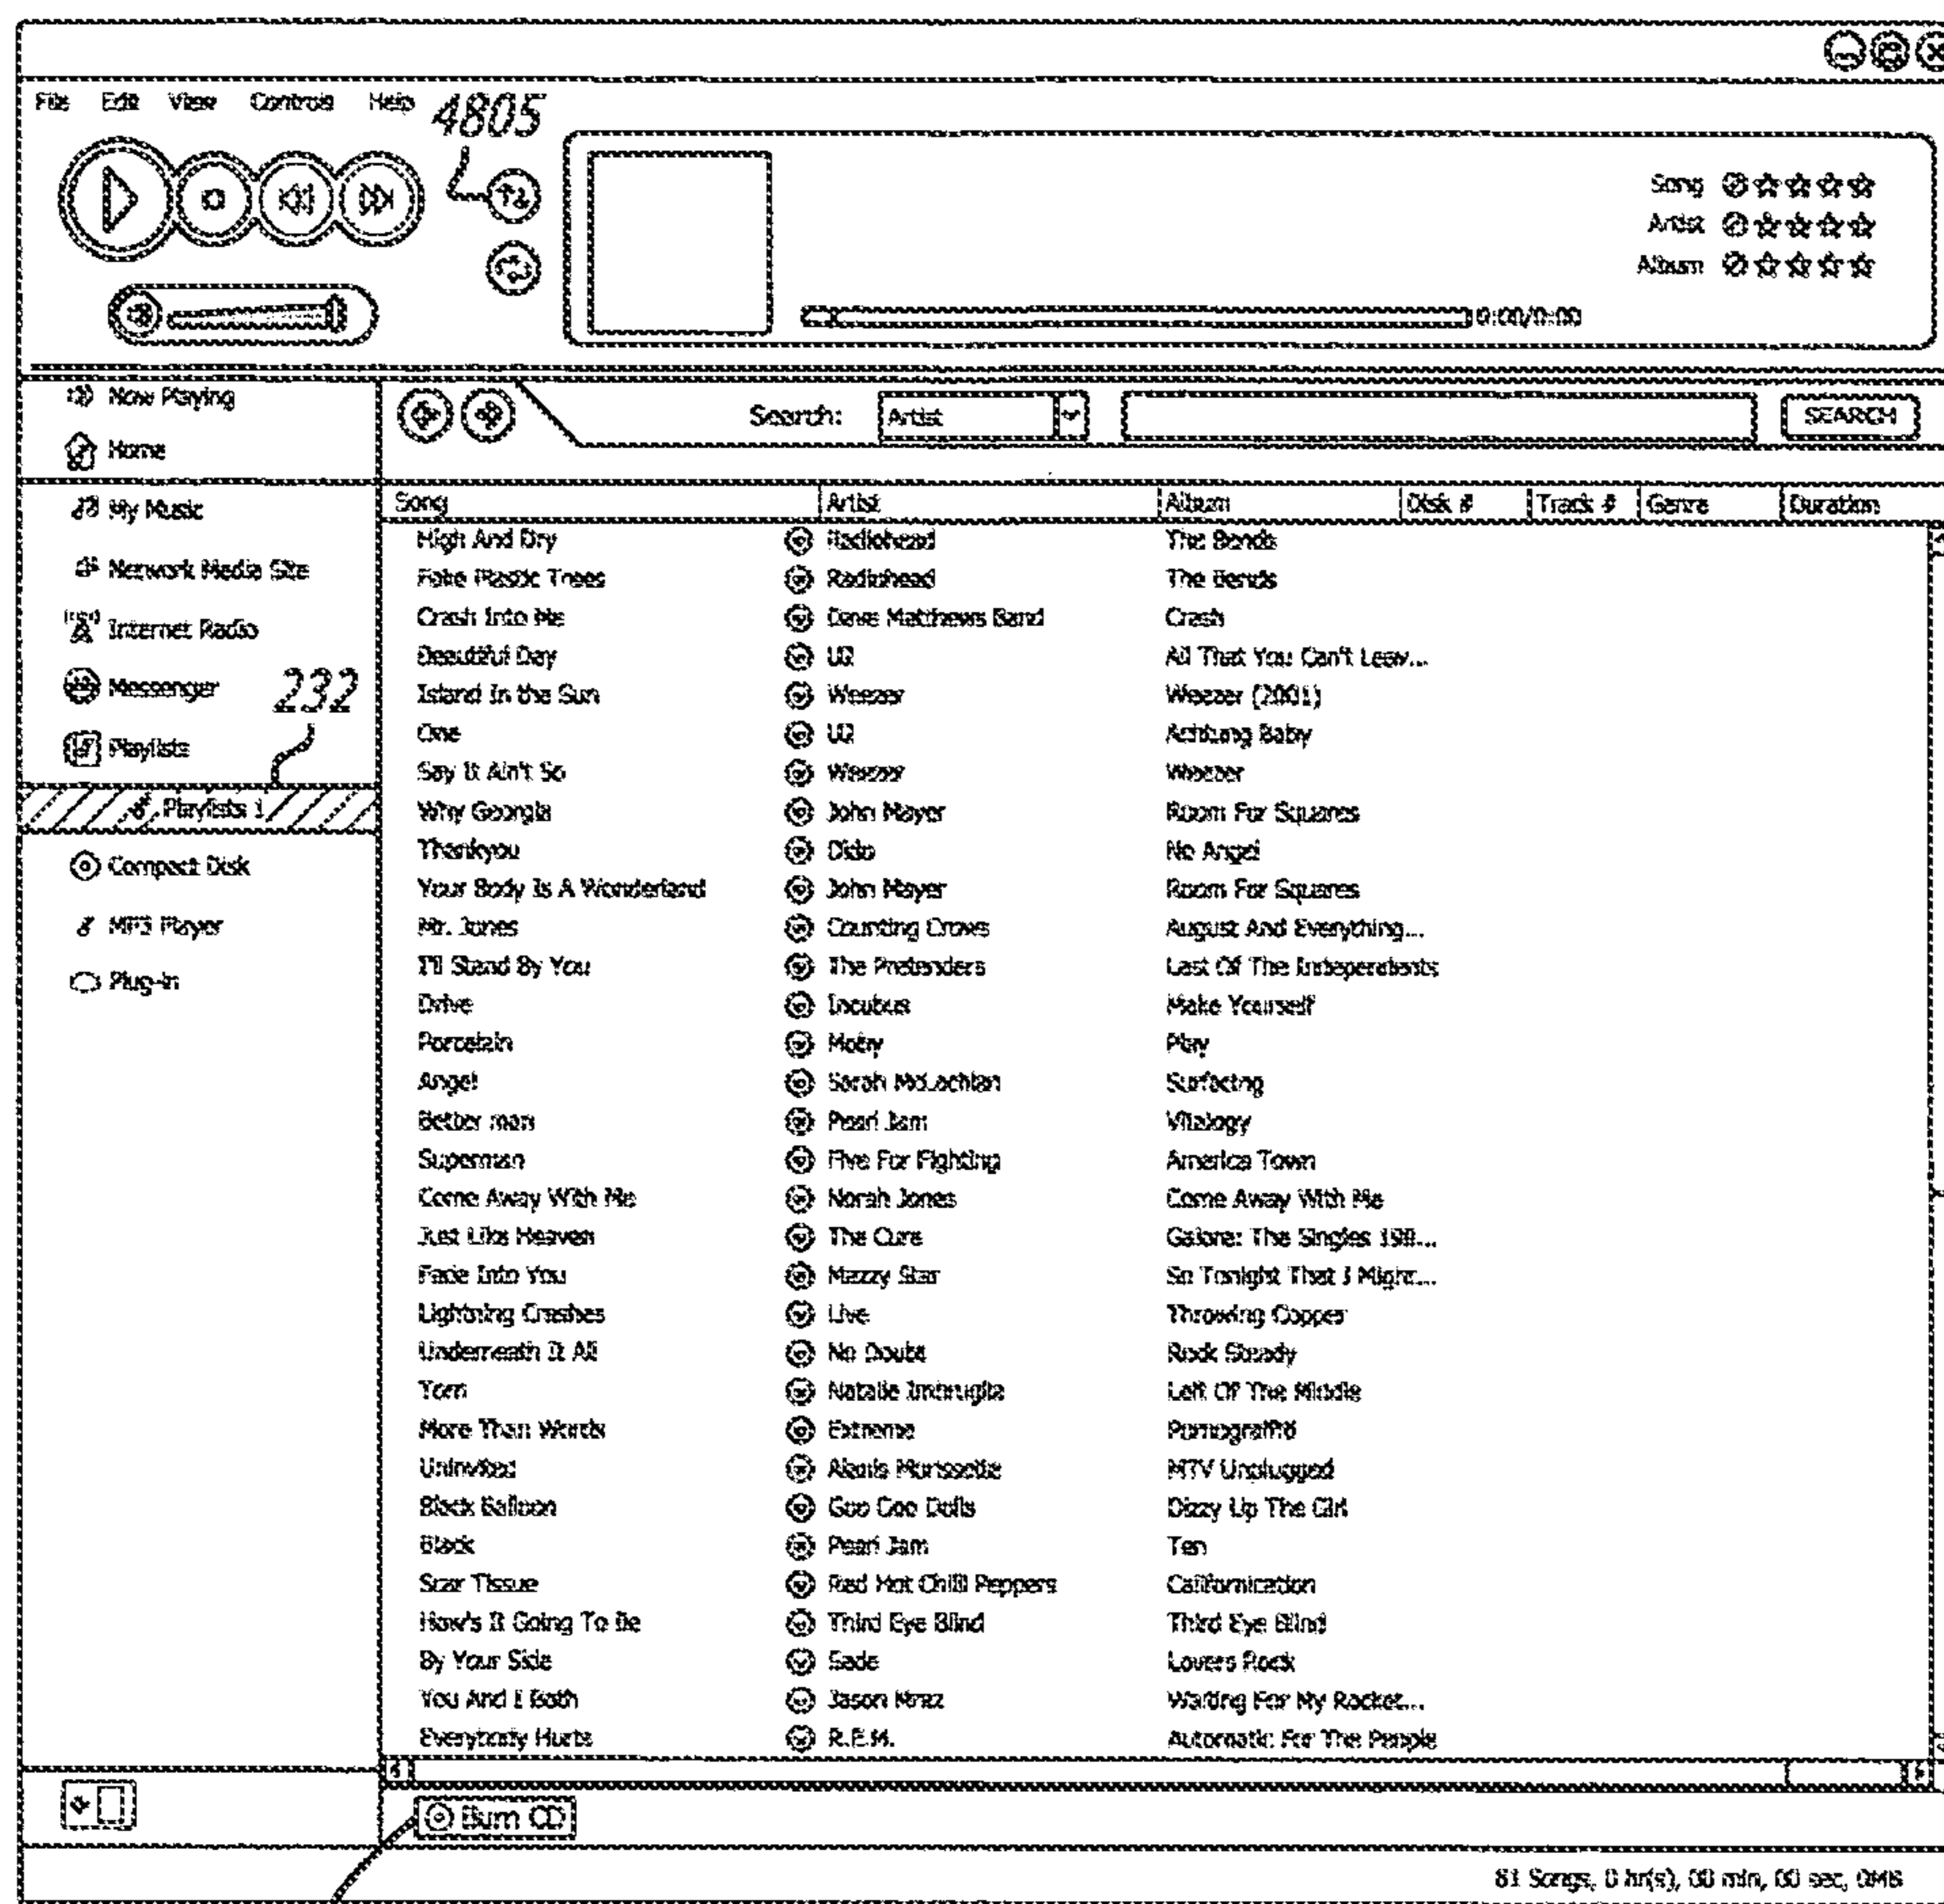 File Edit View Controls Help
4805
Song
Artist
Album
0:00/0:00
Now Playing
Home
Search: Artist SEARCH
My Music
Network Media Site
Internet Radio
Messenger
232
Playlists
Playlists 1
Compact Disk
MP3 Player
Plug-in
Song Artist Album Disk # Track # Genre Duration
High And Dry Radiohead The Bends
Fake Plastic Trees Radiohead The Bends
Crash Into Me Dave Matthews Band Crash
Beautiful Day U2 All That You Can't Leav...
Island In the Sun Weezer Weezer (2001)
One U2 Achtung Baby
Say It Ain't So Weezer Weezer
Why Georgia John Mayer Room For Squares
Thankyou Dido No Angel
Your Body Is A Wonderland John Mayer Room For Squares
Mr. Jones Counting Crows August And Everything...
I'll Stand By You The Pretenders Last Of The Independents
Drive Incubus Make Yourself
Porcelain Moby Play
Angel Sarah McLachlan Surfacing
Better man Pearl Jam Vitalogy
Superman Five For Fighting America Town
Come Away With Me Norah Jones Come Away With Me
Just Like Heaven The Cure Galore: The Singles 198...
Fade Into You Mazzy Star So Tonight That I Might...
Lightning Crashes Live Throwing Copper
Underneath It All No Doubt Rock Steady
Torn Natalie Imbruglia Left Of The Middle
More Than Words Extreme
Uninvited Alanis Morissette MTV Unplugged
Black Balloon Goo Goo Dolls Dizzy Up The Girl
Black Pearl Jam Ten
Scar Tissue Red Hot Chilli Peppers Californication
How's It Going To Be Third Eye Blind Third Eye Blind
By Your Side Sade Lovers Rock
You And I Both Jason Mraz Waiting For My Rocket...
Everybody Hurts R.E.M. Automatic For The People
Burn CD
81 Songs, 0 hr(s), 00 min, 00 sec, 0MB